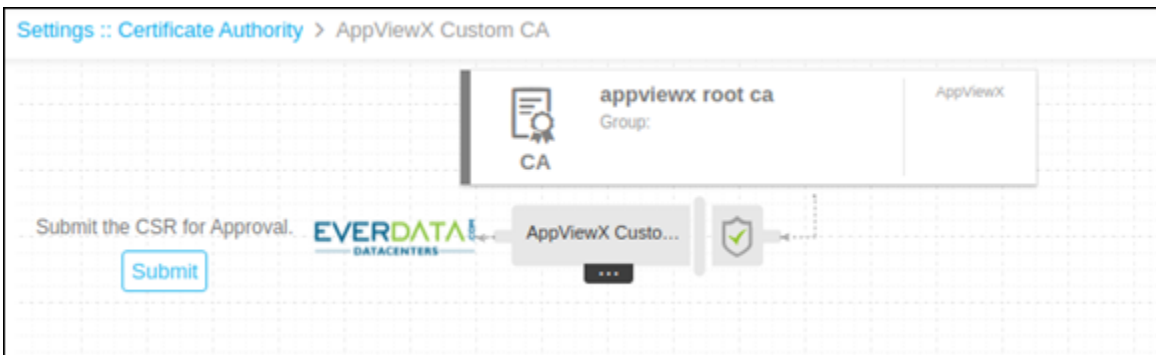 Settings :: Certificate Authority > AppViewX Custom CA
appviewx root ca
AppViewX
Group:
CA
Submit the CSR for Approval.
EVERDATA.COM
DATACENTERS
AppViewX Custo...
Submit